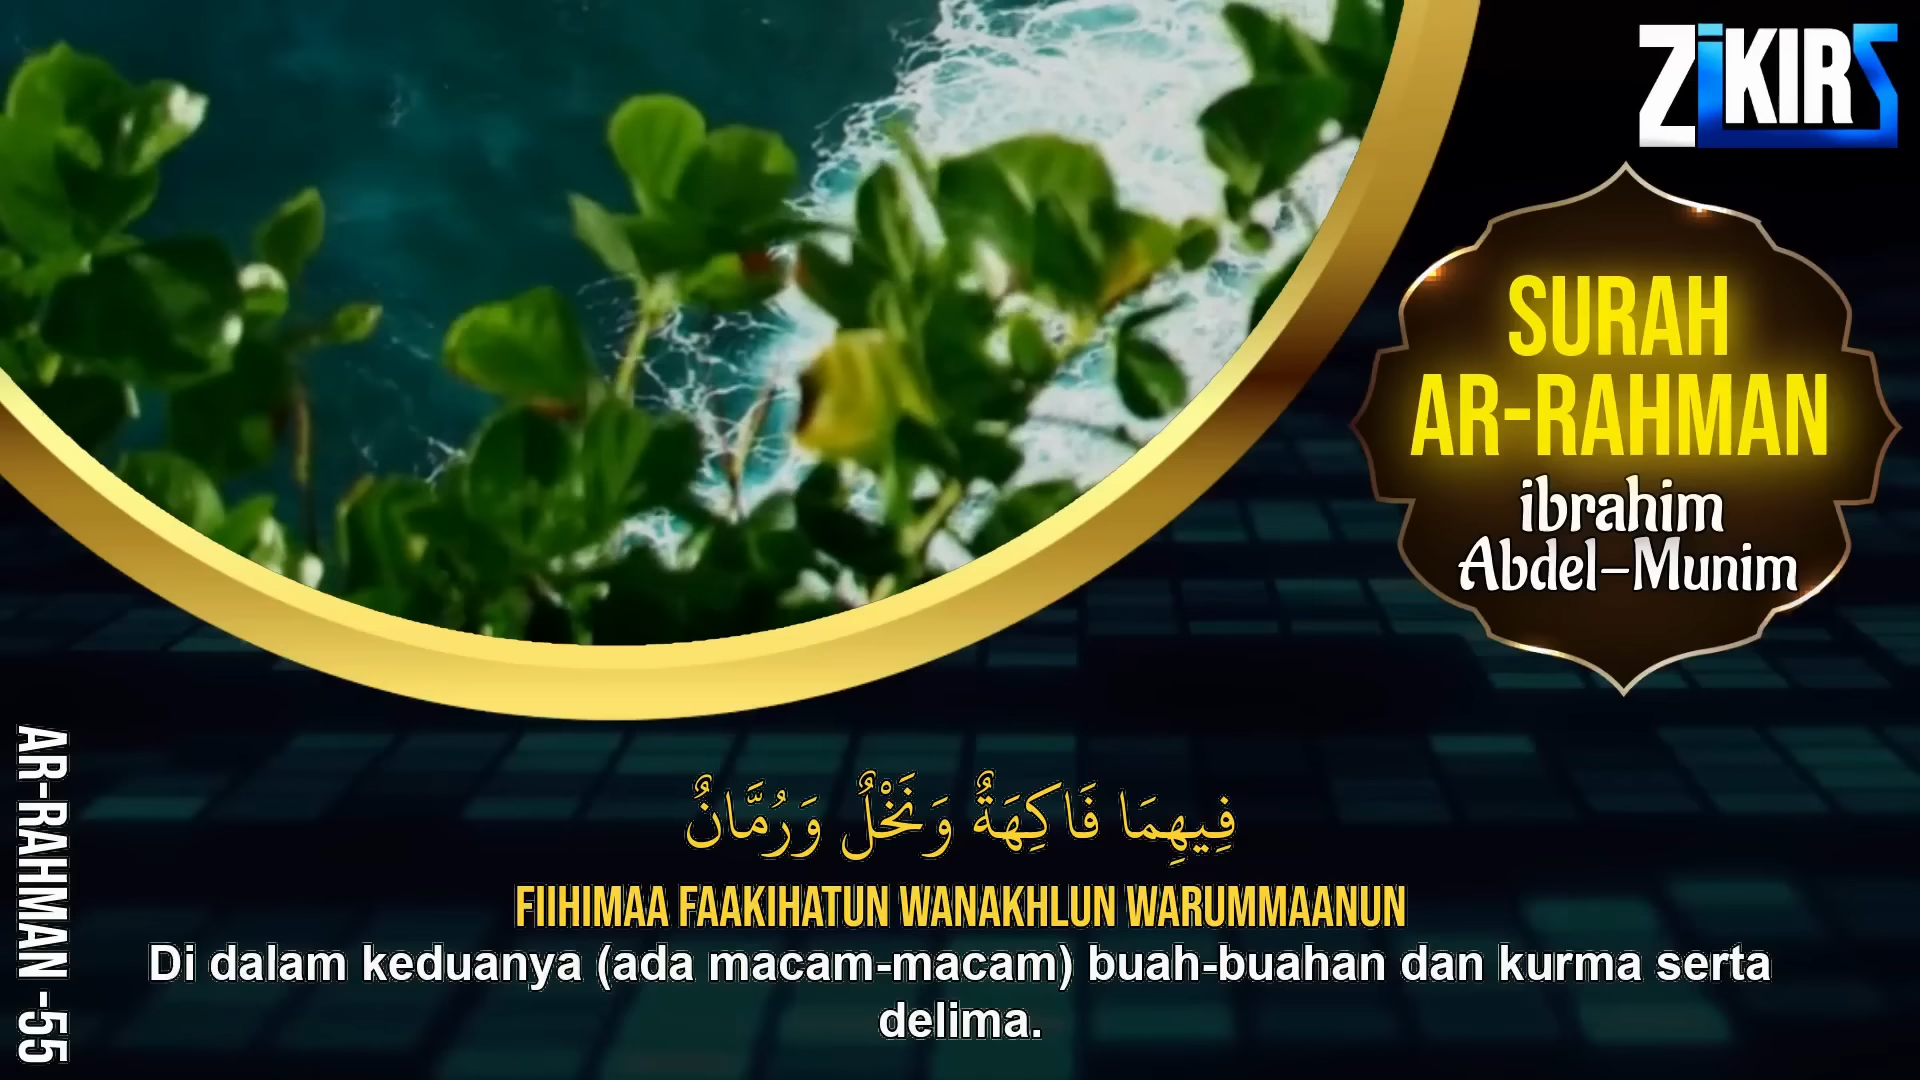 ZiKIRS
SURAH
AR-RAHMAN
ibrahim
Abdel-Munim
فِيهِمَا فَاكِهَةٌ وَنَخْلٌ وَرُمَّانٌ
FIIHIMAA FAAKIHATUN WANAKHLUN WARUMMAANUN
Di dalam keduanya (ada macam-macam) buah-buahan dan kurma serta
delima.
AR-RAHMAN -55